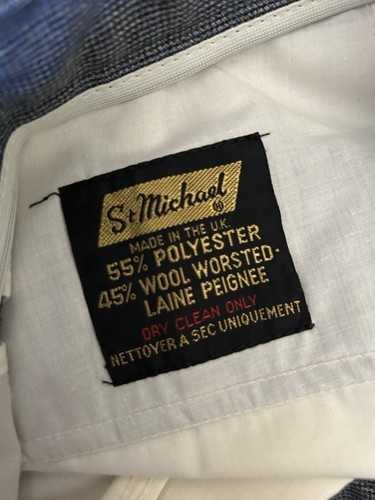 St Michael®
MADE IN THE U.K.
55% POLYESTER
45% WOOL WORSTED-
LAINE PEIGNEE
DRY CLEAN ONLY
NETTOYER A SEC UNIQUEMENT